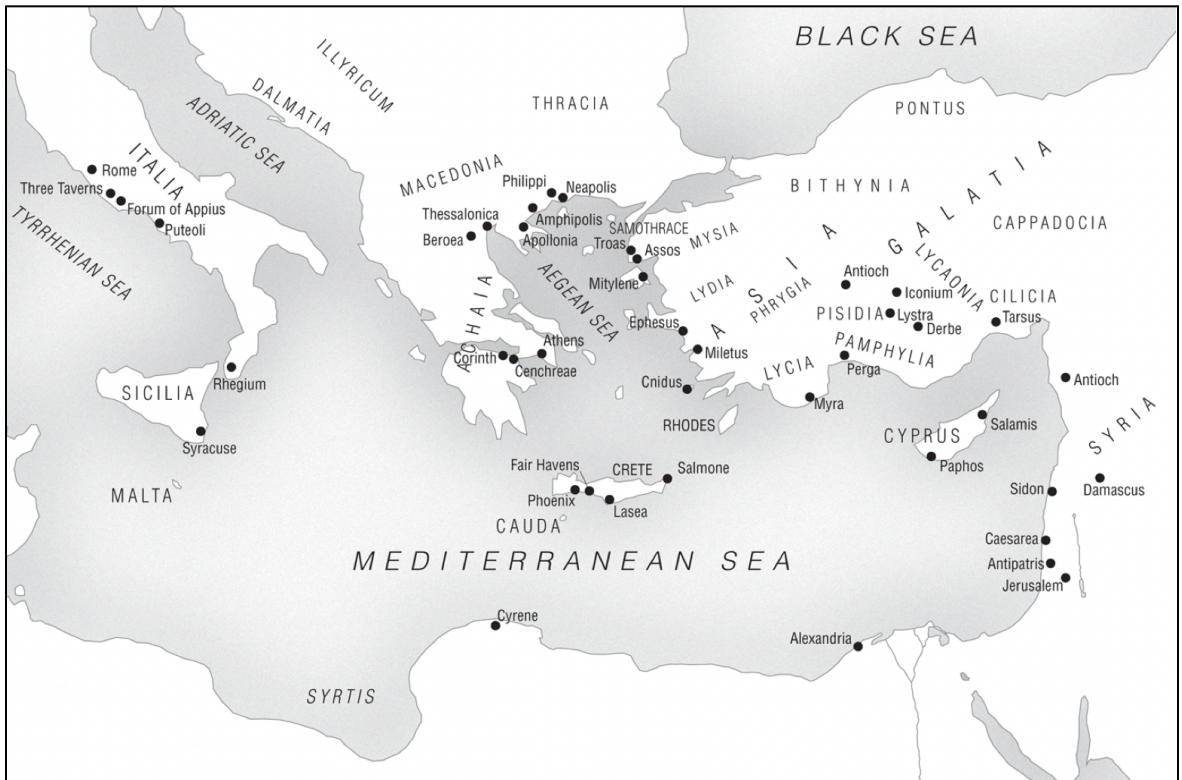 BLACK SEA
ILLYRICUM
DALMATIA
THRACIA
PONTUS
ADRIATIC SEA
ITALIA
Rome
Three Taverns
Forum of Appius
Puteoli
TYRRHENIAN SEA
MACEDONIA
Philippi
Neapolis
Amphipolis
Thessalonica
Apollonia
Beroea
SAMOTHRACE
Troas
Assos
Mitylene
MYSIA
BITHYNIA
GALATIA
CAPPADOCIA
ASIA
LYDIA
PHRYGIA
Antioch
Iconium
LYCAONIA
PISIDIA
Lystra
Derbe
CILICIA
Tarsus
AEGEAN SEA
ACHAIA
Athens
Corinth
Cenchreae
Ephesus
Miletus
PAMPHYLIA
Perga
LYCIA
Myra
Cnidus
RHODES
Rhegium
SICILIA
Syracuse
MALTA
Antioch
SYRIA
Salamis
CYPRUS
Paphos
Fair Havens
CRETE
Salmone
Phoenix
Lasea
CAUDA
Sidon
Damascus
MEDITERRANEAN SEA
Caesarea
Antipatris
Jerusalem
Cyrene
Alexandria
SYRTIS